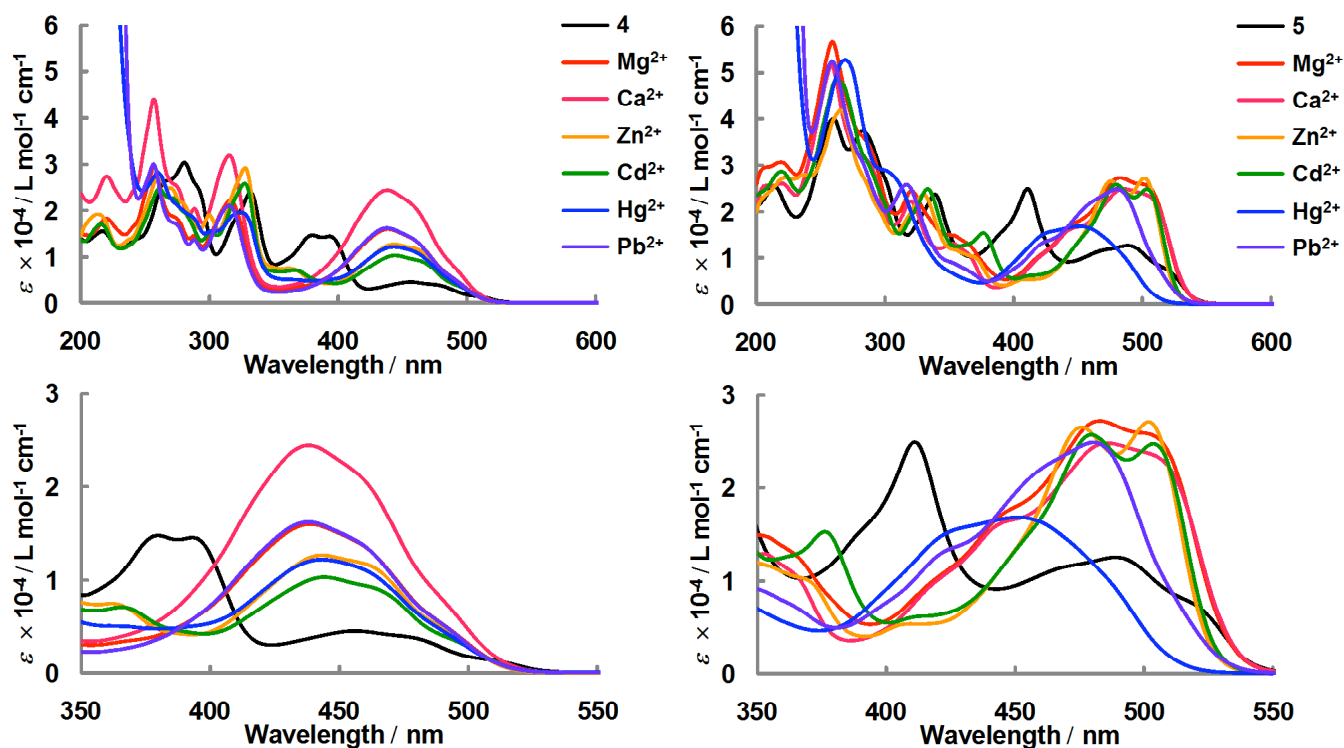 6
5
4
3
2
1
0
ε × 10⁻⁴ / L mol⁻¹ cm⁻¹
200 300 400 500 600
Wavelength / nm
4
Mg²⁺
Ca²⁺
Zn²⁺
Cd²⁺
Hg²⁺
Pb²⁺
6
5
4
3
2
1
0
ε × 10⁻⁴ / L mol⁻¹ cm⁻¹
200 300 400 500 600
Wavelength / nm
5
Mg²⁺
Ca²⁺
Zn²⁺
Cd²⁺
Hg²⁺
Pb²⁺
3
2
1
0
ε × 10⁻⁴ / L mol⁻¹ cm⁻¹
350 400 450 500 550
Wavelength / nm
3
2
1
0
ε × 10⁻⁴ / L mol⁻¹ cm⁻¹
350 400 450 500 550
Wavelength / nm